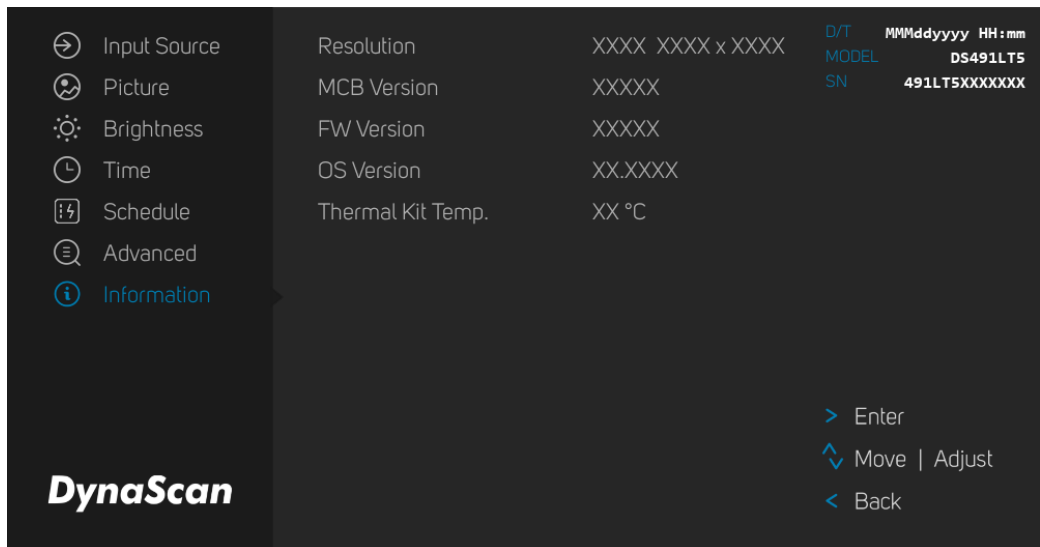 Input Source
Picture
Brightness
Time
Schedule
Advanced
Information
DynaScan
Resolution XXXX XXXX x XXXX
MCB Version XXXXX
FW Version XXXXX
OS Version XX.XXXX
Thermal Kit Temp. XX °C
D/T MMMddyyyy HH:mm
MODEL DS491LT5
SN 491LT5XXXXXXX
> Enter
Move | Adjust
< Back